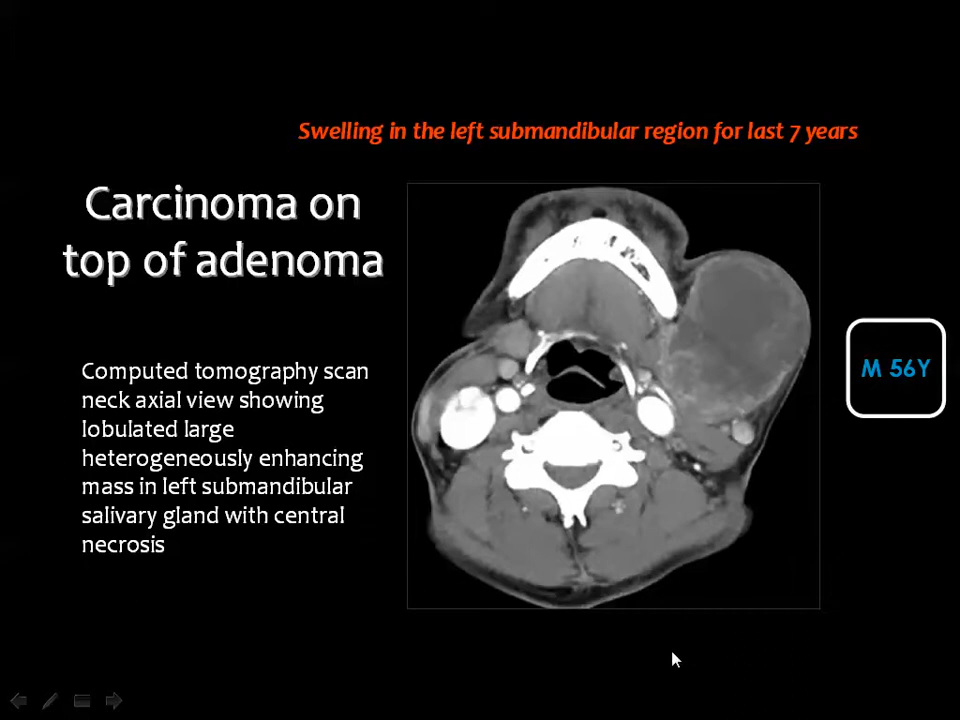 Swelling in the left submandibular region for last 7 years
Carcinoma on
top of adenoma
Computed tomography scan
neck axial view showing
lobulated large
heterogeneously enhancing
mass in left submandibular
salivary gland with central
necrosis
M 56Y